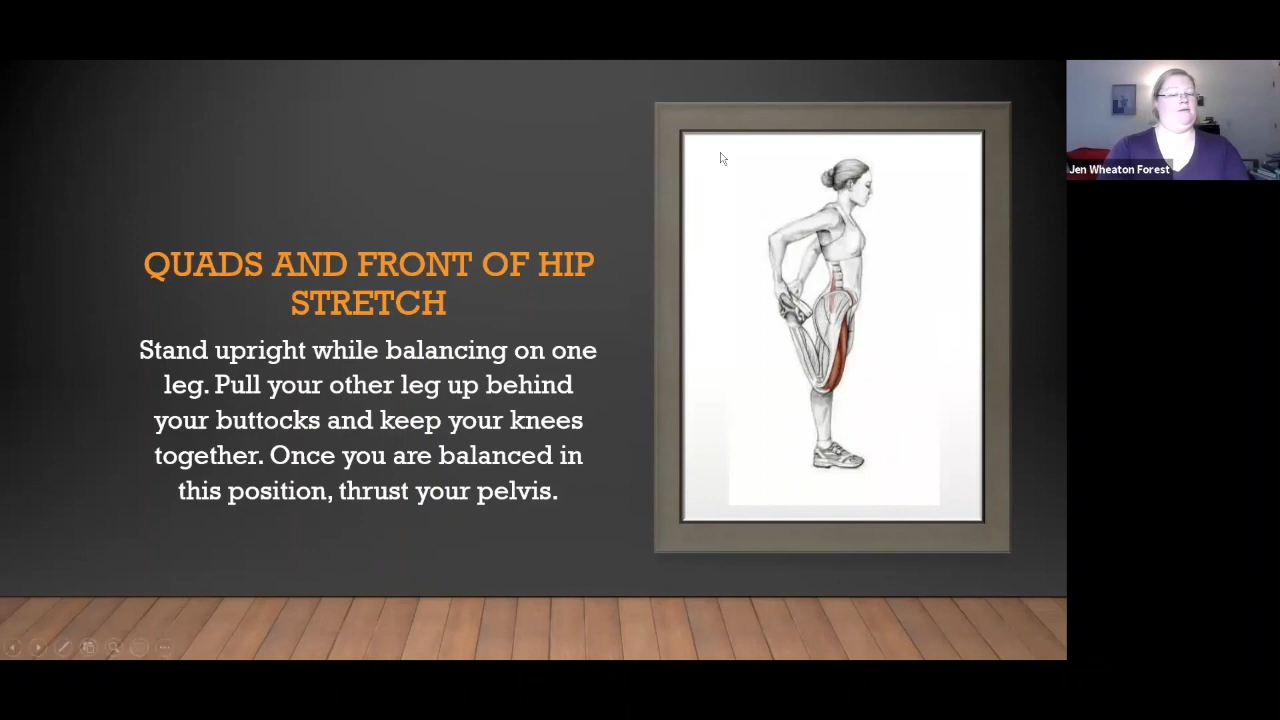 QUADS AND FRONT OF HIP
STRETCH
Stand upright while balancing on one
leg. Pull your other leg up behind
your buttocks and keep your knees
together. Once you are balanced in
this position, thrust your pelvis.
Jen Wheaton Forest